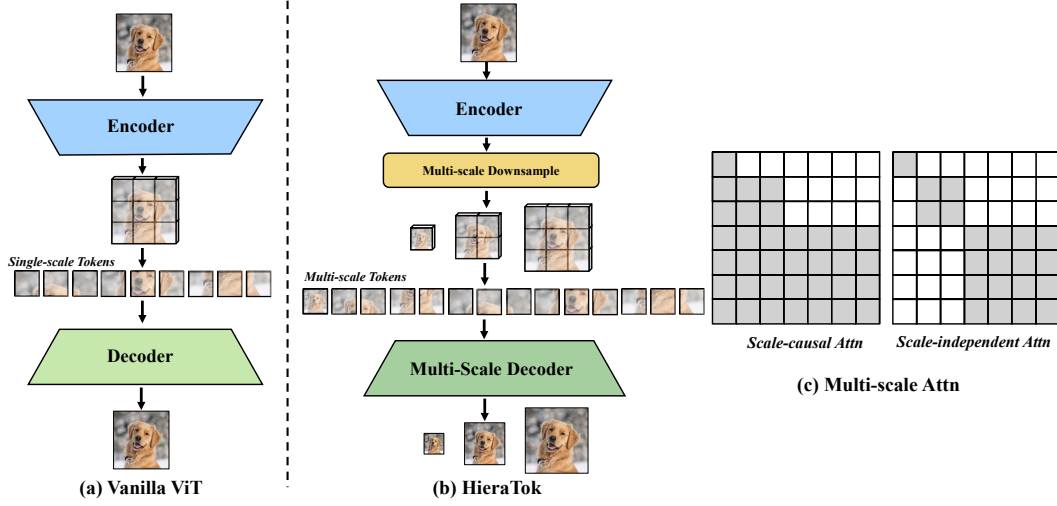 Encoder
Single-scale Tokens
Decoder
(a) Vanilla ViT
Encoder
Multi-scale Downsample
Multi-scale Tokens
Multi-Scale Decoder
(b) HieraTok
Scale-causal Attn
Scale-independent Attn
(c) Multi-scale Attn